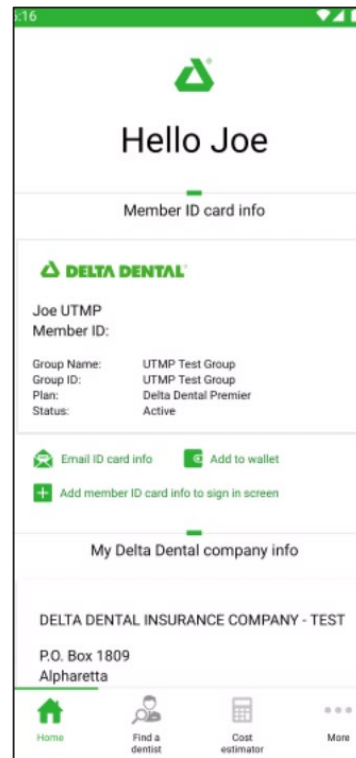 5:16
Hello Joe
Member ID card info
DELTA DENTAL®
Joe UTMP
Member ID:
Group Name: UTMP Test Group
Group ID: UTMP Test Group
Plan: Delta Dental Premier
Status: Active
Email ID card info Add to wallet
Add member ID card info to sign in screen
My Delta Dental company info
DELTA DENTAL INSURANCE COMPANY - TEST
P.O. Box 1809
Alpharetta
Home Find a dentist Cost estimator More